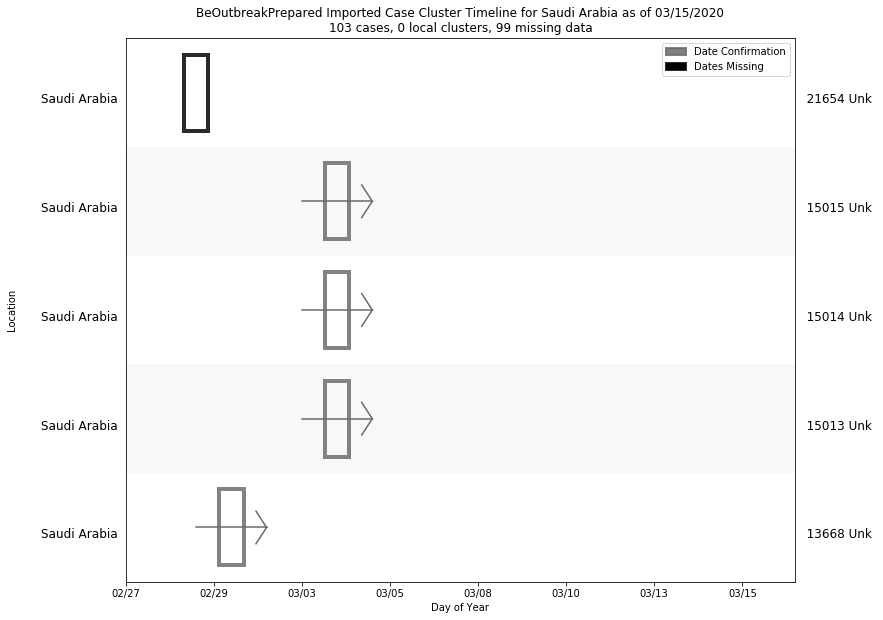 BeOutbreakPrepared Imported Case Cluster Timeline for Saudi Arabia as of 03/15/2020
103 cases, 0 local clusters, 99 missing data
Date Confirmation
Dates Missing
Saudi Arabia
21654 Unk
Saudi Arabia
15015 Unk
Saudi Arabia
15014 Unk
Saudi Arabia
15013 Unk
Saudi Arabia
13668 Unk
Location
02/27
02/29
03/03
03/05
03/08
03/10
03/13
03/15
Day of Year